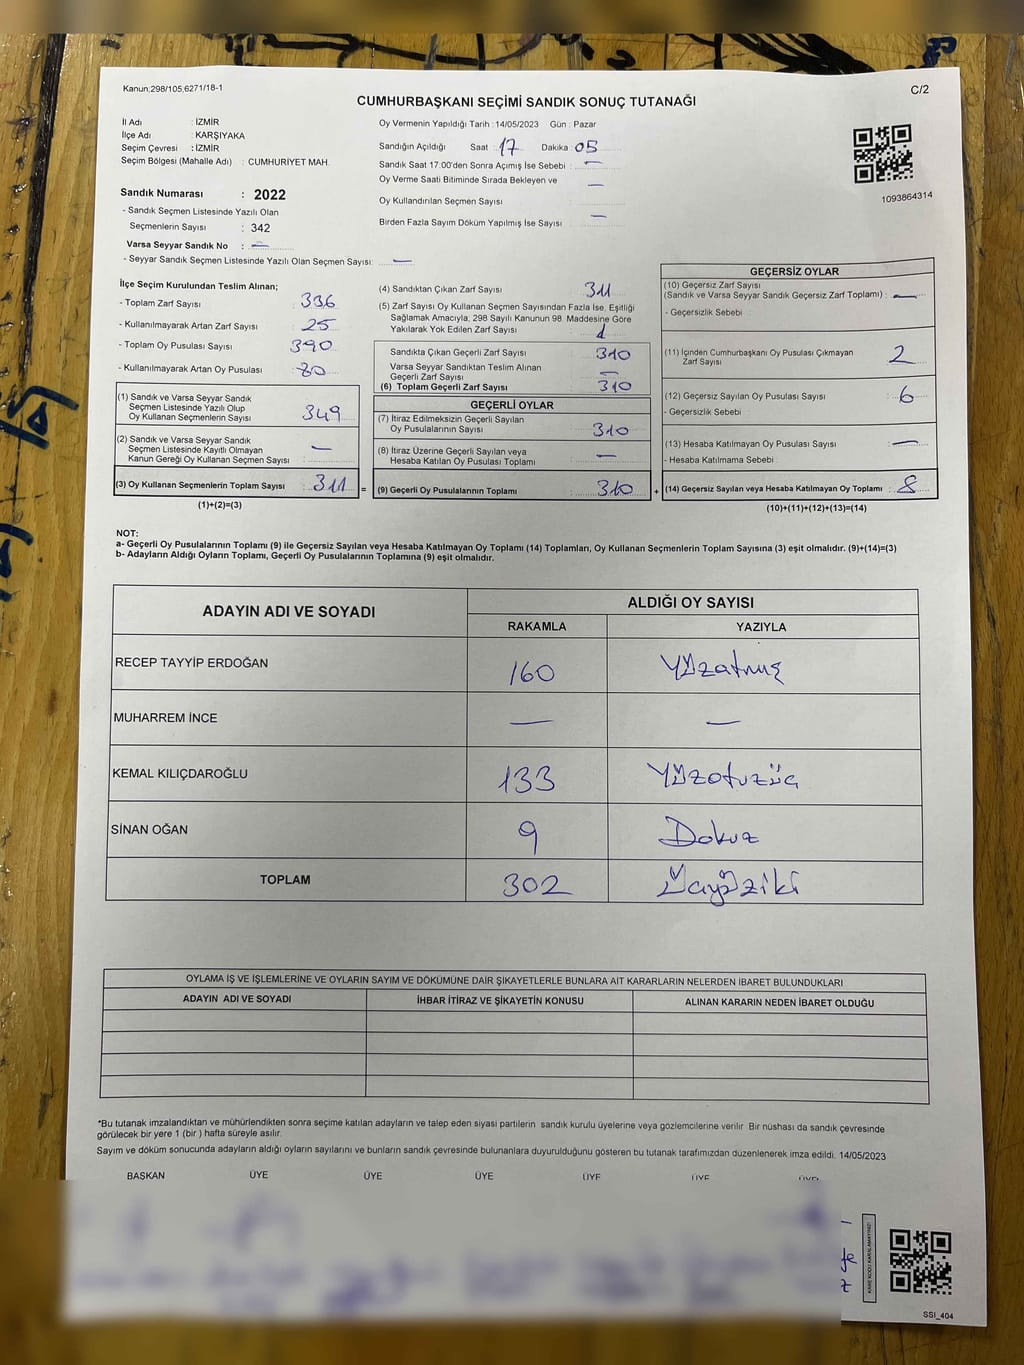 Kanun;298/105,6271/18-1
C/2
CUMHURBAŞKANI SEÇİMİ SANDIK SONUÇ TUTANAĞI
İl Adı : İZMİR
İlçe Adı : KARŞIYAKA
Seçim Çevresi : İZMİR
Seçim Bölgesi (Mahalle Adı) : CUMHURİYET MAH.
Oy Vermenin Yapıldığı Tarih : 14/05/2023 Gün : Pazar
Sandığın Açıldığı Saat 17 Dakika : 05
Sandık Saat 17.00'den Sonra Açımış İse Sebebi : —
Oy Verme Saati Bitiminde Sırada Bekleyen ve
Oy Kullandırılan Seçmen Sayısı : —
Birden Fazla Sayım Döküm Yapılmış İse Sayısı : —
1093864314
Sandık Numarası : 2022
- Sandık Seçmen Listesinde Yazılı Olan
Seçmenlerin Sayısı : 342
Varsa Seyyar Sandık No : —
- Seyyar Sandık Seçmen Listesinde Yazılı Olan Seçmen Sayısı: —
İlçe Seçim Kurulundan Teslim Alınan;
- Toplam Zarf Sayısı : 336
- Kullanılmayarak Artan Zarf Sayısı : 25
- Toplam Oy Pusulası Sayısı : 390
- Kullanılmayarak Artan Oy Pusulası : 80
(1) Sandık ve Varsa Seyyar Sandık
Seçmen Listesinde Yazılı Olup
Oy Kullanan Seçmenlerin Sayısı : 349
(2) Sandık ve Varsa Seyyar Sandık
Seçmen Listesinde Kayıtlı Olmayan
Kanun Gereği Oy Kullanan Seçmen Sayısı : —
(3) Oy Kullanan Seçmenlerin Toplam Sayısı : 311 =
(1)+(2)=(3)
(4) Sandıktan Çıkan Zarf Sayısı : 311
(5) Zarf Sayısı Oy Kullanan Seçmen Sayısından Fazla İse, Eşitliği
Sağlamak Amacıyla; 298 Sayılı Kanunun 98. Maddesine Göre
Yakılarak Yok Edilen Zarf Sayısı : 1
Sandıkta Çıkan Geçerli Zarf Sayısı : 310
Varsa Seyyar Sandıktan Teslim Alınan
Geçerli Zarf Sayısı : —
(6) Toplam Geçerli Zarf Sayısı : 310
GEÇERLİ OYLAR
(7) İtiraz Edilmeksizin Geçerli Sayılan
Oy Pusulalarının Sayısı : 310
(8) İtiraz Üzerine Geçerli Sayılan veya
Hesaba Katılan Oy Pusulası Toplamı : —
(9) Geçerli Oy Pusulalarının Toplamı : 310 +
GEÇERSİZ OYLAR
(10) Geçersiz Zarf Sayısı
(Sandık ve Varsa Seyyar Sandık Geçersiz Zarf Toplamı) : —
- Geçersizlik Sebebi :
(11) İçinden Cumhurbaşkanı Oy Pusulası Çıkmayan
Zarf Sayısı : 2
(12) Geçersiz Sayılan Oy Pusulası Sayısı : 6
- Geçersizlik Sebebi :
(13) Hesaba Katılmayan Oy Pusulası Sayısı : —
- Hesaba Katılmama Sebebi :
(14) Geçersiz Sayılan veya Hesaba Katılmayan Oy Toplamı : 8
(10)+(11)+(12)+(13)=(14)
NOT:
a- Geçerli Oy Pusulalarının Toplamı (9) ile Geçersiz Sayılan veya Hesaba Katılmayan Oy Toplamı (14) Toplamları, Oy Kullanan Seçmenlerin Toplam Sayısına (3) eşit olmalıdır. (9)+(14)=(3)
b- Adayların Aldığı Oyların Toplamı, Geçerli Oy Pusulalarının Toplamına (9) eşit olmalıdır.
ADAYIN ADI VE SOYADI
ALDIĞI OY SAYISI
RAKAMLA YAZIYLA
RECEP TAYYİP ERDOĞAN 160 Yüzatmış
MUHARREM İNCE — —
KEMAL KILIÇDAROĞLU 133 Yüzotuzüç
SİNAN OĞAN 9 Dokuz
TOPLAM 302 Üçyüziki
OYLAMA İŞ VE İŞLEMLERİNE VE OYLARIN SAYIM VE DÖKÜMÜNE DAİR ŞİKAYETLERLE BUNLARA AİT KARARLARIN NELERDEN İBARET BULUNDUKLARI
ADAYIN ADI VE SOYADI İHBAR İTİRAZ VE ŞİKAYETİN KONUSU ALINAN KARARIN NEDEN İBARET OLDUĞU
*Bu tutanak imzalandıktan ve mühürlendikten sonra seçime katılan adayların ve talep eden siyasi partilerin sandık kurulu üyelerine veya gözlemcilerine verilir. Bir nüshası da sandık çevresinde
görülecek bir yere 1 (bir ) hafta süreyle asılır.
Sayım ve döküm sonucunda adayların aldığı oyların sayılarını ve bunların sandık çevresinde bulunanlara duyurulduğunu gösteren bu tutanak tarafımızdan düzenlenerek imza edildi. 14/05/2023
BAŞKAN ÜYE ÜYE ÜYE ÜYE ÜYE ÜYE
KARE KODU KARALAMAYINIZ!
SSI_404